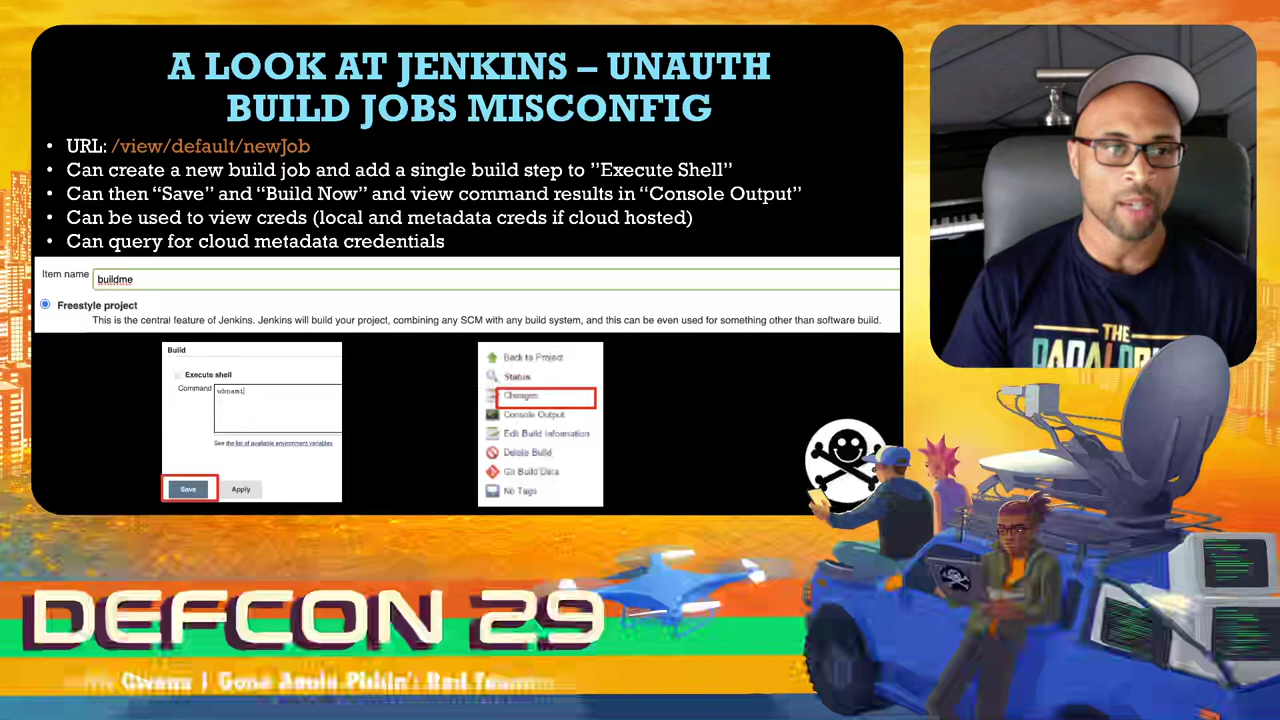 A LOOK AT JENKINS – UNAUTH
BUILD JOBS MISCONFIG
• URL: /view/default/newJob
• Can create a new build job and add a single build step to ”Execute Shell”
• Can then “Save” and “Build Now” and view command results in “Console Output”
• Can be used to view creds (local and metadata creds if cloud hosted)
• Can query for cloud metadata credentials
Item name buildme
Freestyle project
This is the central feature of Jenkins. Jenkins will build your project, combining any SCM with any build system, and this can be even used for something other than software build.
Build
Execute shell
Command whoami
See the list of available environment variables
Save Apply
Back to Project
Status
Changes
Console Output
Edit Build Information
Delete Build
Git Build Data
No Tags
THE
DEFCON 29
Gone Pickin': Red